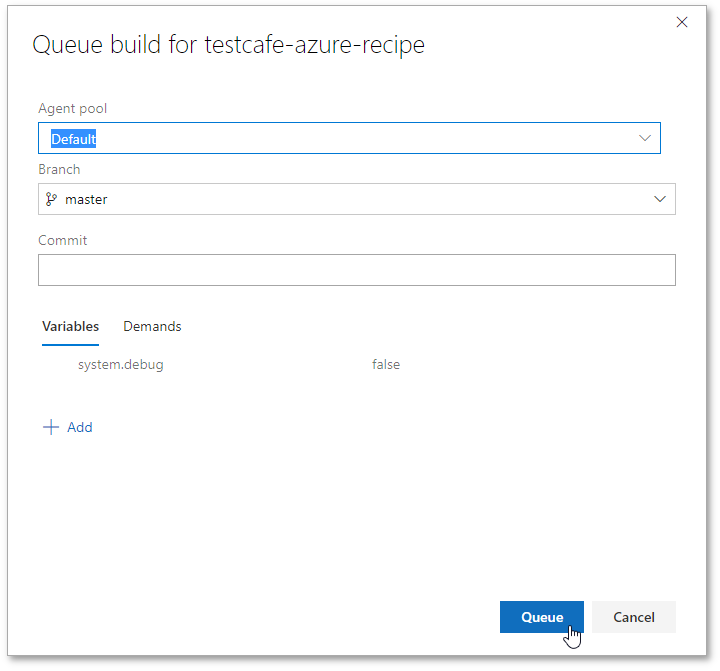 Queue build for testcafe-azure-recipe
Agent pool
Default
Branch
master
Commit
Variables Demands
system.debug false
Add
Queue Cancel